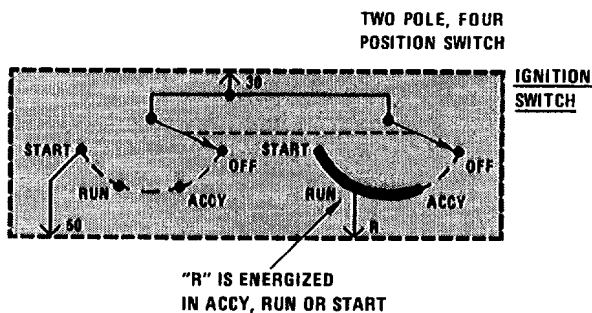 TWO POLE, FOUR
POSITION SWITCH
IGNITION
SWITCH
30
START
OFF
RUN
ACCY
50
START
OFF
RUN
ACCY
R
"R" IS ENERGIZED
IN ACCY, RUN OR START